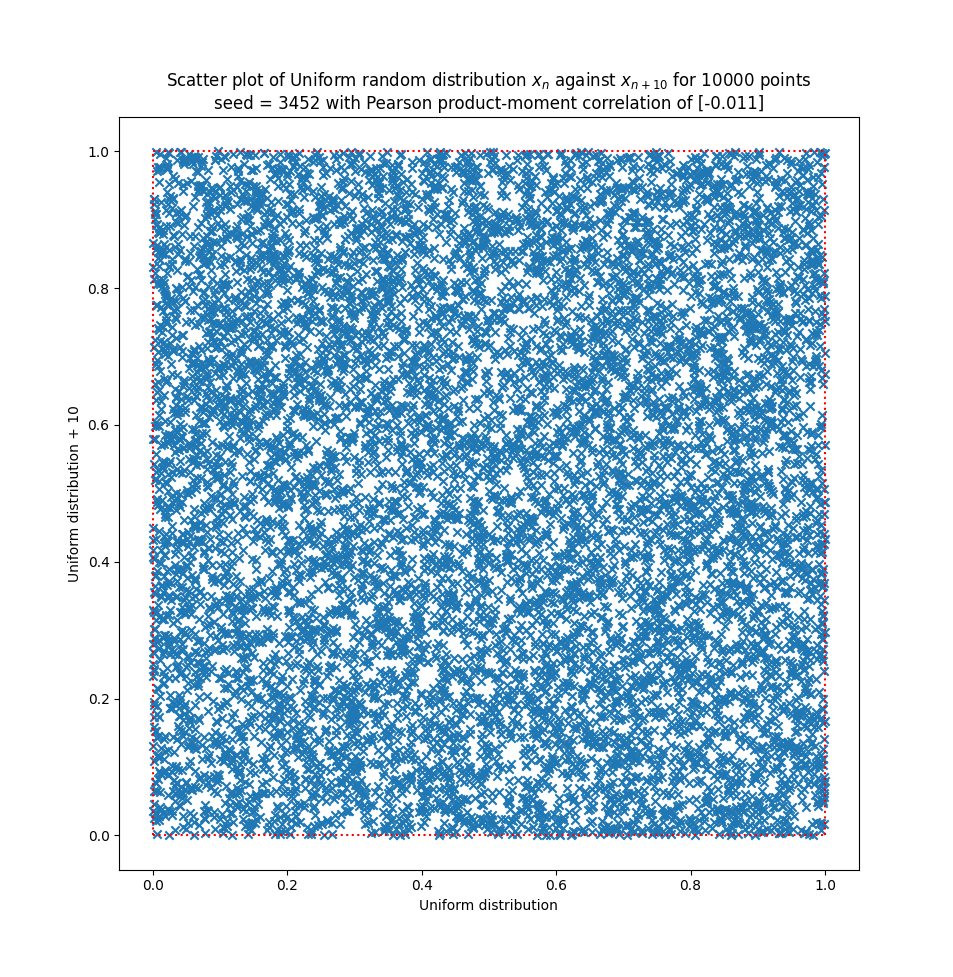 Scatter plot of Uniform random distribution xₙ against xₙ₊₁₀ for 10000 points
seed = 3452 with Pearson product-moment correlation of [-0.011]
1.0
0.8
0.6
0.4
0.2
0.0
Uniform distribution + 10
0.0 0.2 0.4 0.6 0.8 1.0
Uniform distribution